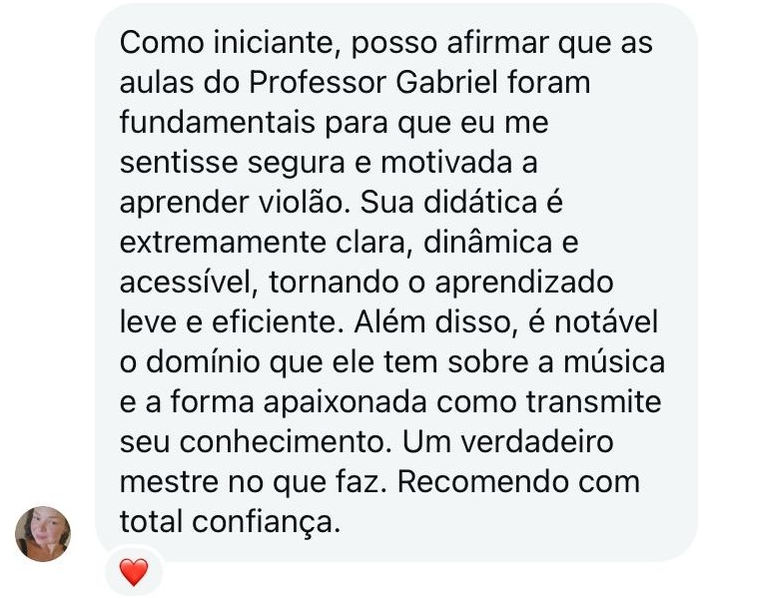 Como iniciante, posso afirmar que as
aulas do Professor Gabriel foram
fundamentais para que eu me
sentisse segura e motivada a
aprender violão. Sua didática é
extremamente clara, dinâmica e
acessível, tornando o aprendizado
leve e eficiente. Além disso, é notável
o domínio que ele tem sobre a música
e a forma apaixonada como transmite
seu conhecimento. Um verdadeiro
mestre no que faz. Recomendo com
total confiança.